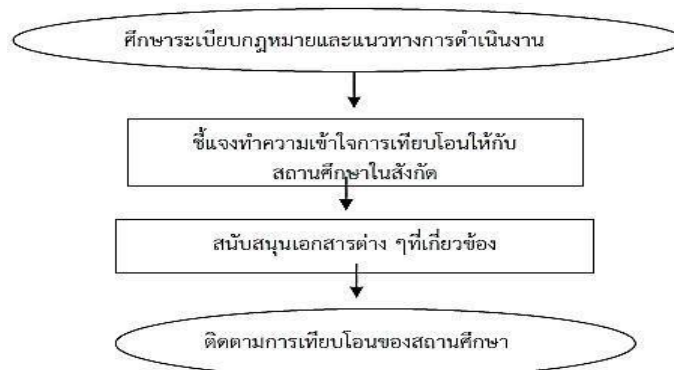 ศึกษาระเบียบกฎหมายและแนวทางการดำเนินงาน
ชี้แจงทำความเข้าใจการเทียบโอนให้กับ
สถานศึกษาในสังกัด
สนับสนุนเอกสารต่าง ๆที่เกี่ยวข้อง
ติดตามการเทียบโอนของสถานศึกษา